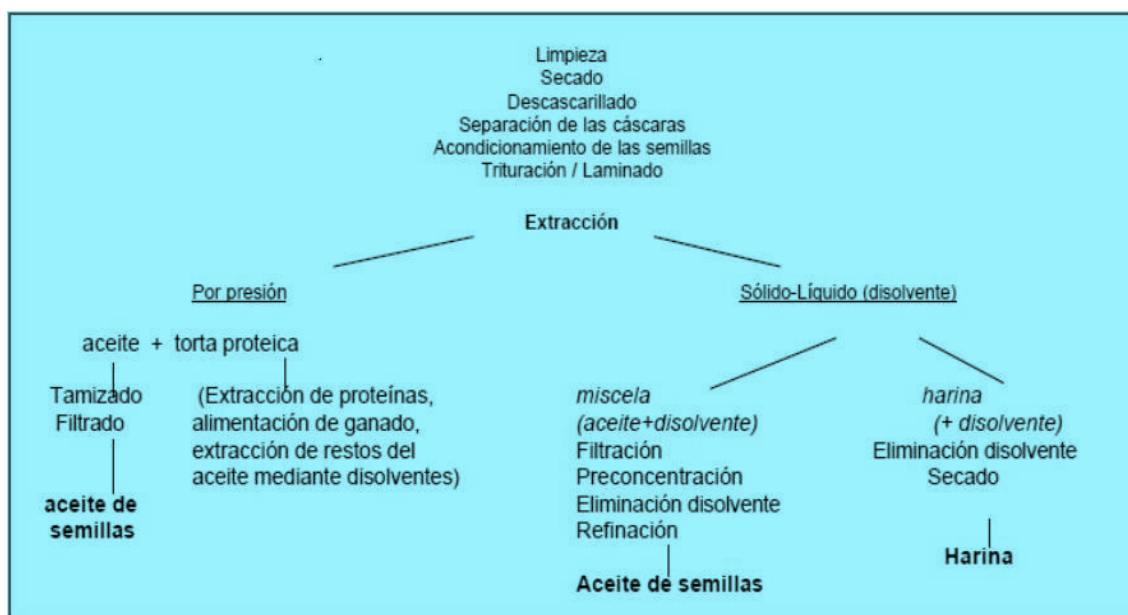 Limpieza
Secado
Descascarillado
Separación de las cáscaras
Acondicionamiento de las semillas
Trituración / Laminado
Extracción
Por presión
aceite + torta proteica
Tamizado
Filtrado
aceite de
semillas
(Extracción de proteínas,
alimentación de ganado,
extracción de restos del
aceite mediante disolventes)
Sólido-Líquido (disolvente)
miscela
(aceite+disolvente)
Filtración
Preconcentración
Eliminación disolvente
Refinación
Aceite de semillas
harina
(+ disolvente)
Eliminación disolvente
Secado
Harina